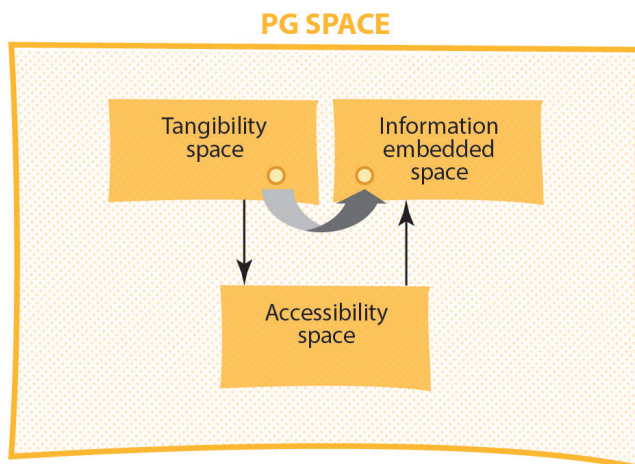 PG SPACE
Tangibility
space
Information
embedded
space
Accessibility
space